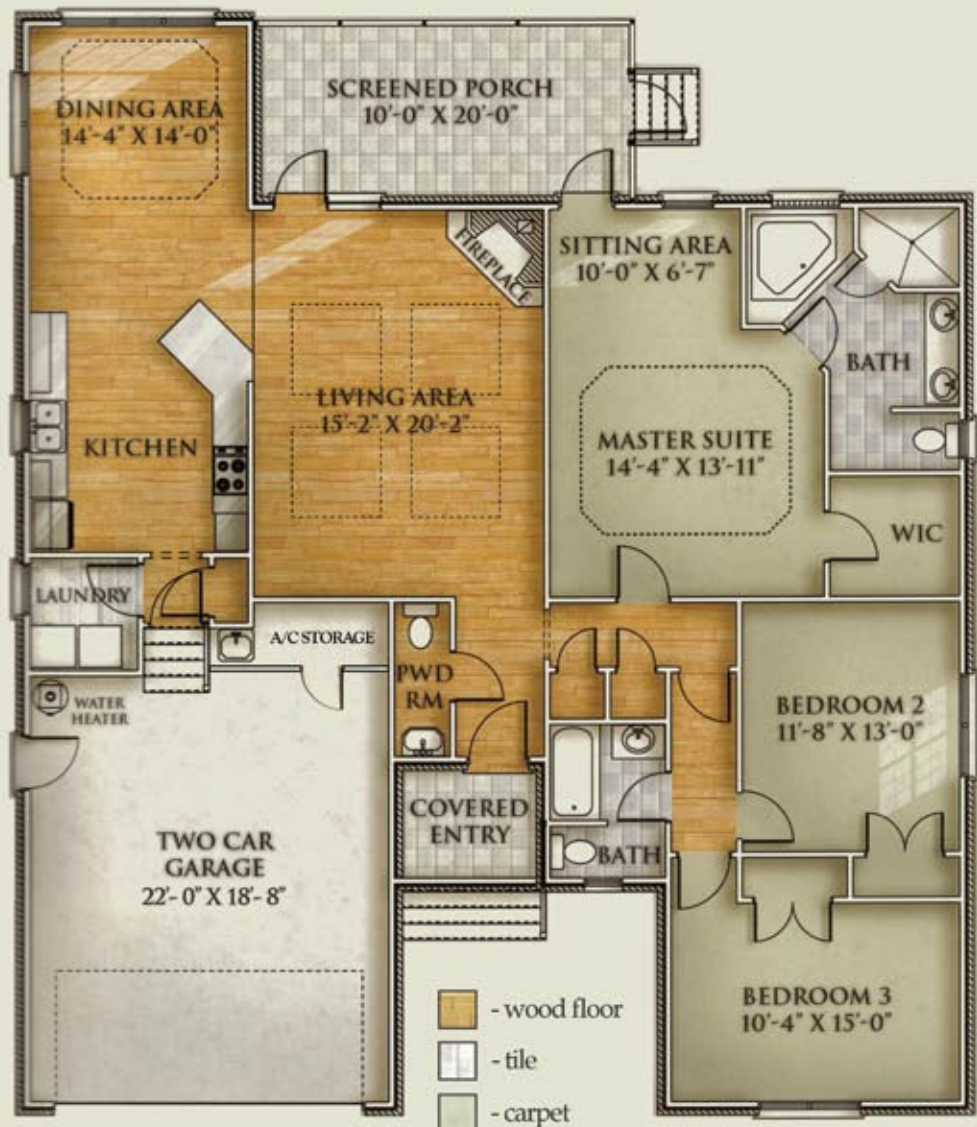 DINING AREA
14'-4" X 14'-0"
SCREENED PORCH
10'-0" X 20'-0"
FIREPLACE
SITTING AREA
10'-0" X 6'-7"
BATH
LIVING AREA
15'-2" X 20'-2"
KITCHEN
MASTER SUITE
14'-4" X 13'-11"
WIC
LAUNDRY
A/C STORAGE
PWD
RM
WATER
HEATER
BEDROOM 2
11'-8" X 13'-0"
COVERED
ENTRY
TWO CAR
GARAGE
22'-0" X 18'-8"
BATH
BEDROOM 3
10'-4" X 15'-0"
- wood floor
- tile
- carpet